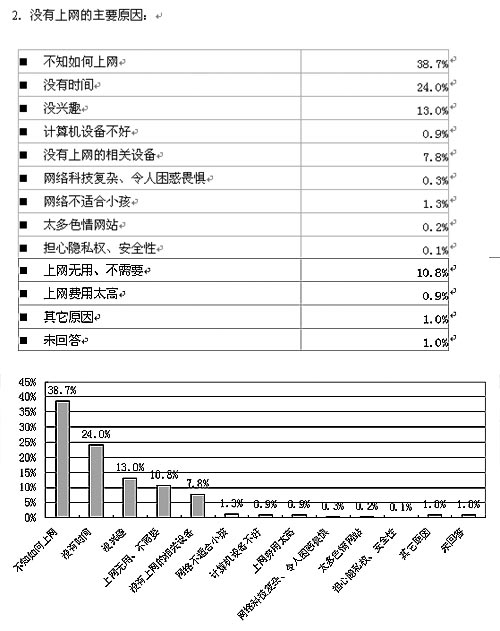 2. 没有上网的主要原因：
■ 不知如何上网 38.7%
■ 没有时间 24.0%
■ 没兴趣 13.0%
■ 计算机设备不好 0.9%
■ 没有上网的相关设备 7.8%
■ 网络科技复杂、令人困惑畏惧 0.3%
■ 网络不适合小孩 1.3%
■ 太多色情网站 0.2%
■ 担心隐私权、安全性 0.1%
■ 上网无用、不需要 10.8%
■ 上网费用太高 0.9%
■ 其它原因 1.0%
■ 未回答 1.0%
45%
40%
35%
30%
25%
20%
15%
10%
5%
0%
38.7%
24.0%
13.0%
10.8%
7.8%
1.3%
0.9%
0.9%
0.3%
0.2%
0.1%
1.0%
1.0%
不知如何上网
没有时间
没兴趣
上网无用、不需要
没有上网的相关设备
网络不适合小孩
计算机设备不好
上网费用太高
网络科技复杂、令人困惑畏惧
太多色情网站
担心隐私权、安全性
其它原因
未回答